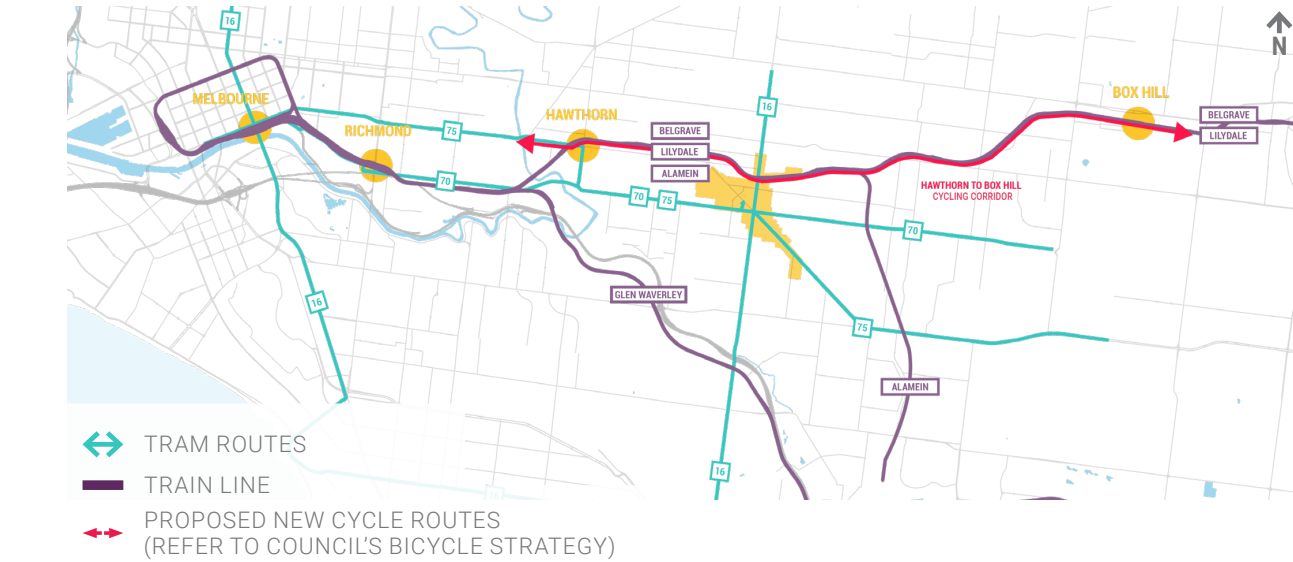 16
N
BOX HILL
MELBOURNE
HAWTHORN
16
RICHMOND
75
BELGRAVE
BELGRAVE
LILYDALE
LILYDALE
ALAMEIN
70
HAWTHORN TO BOX HILL
CYCLING CORRIDOR
70
75
70
GLEN WAVERLEY
16
75
ALAMEIN
TRAM ROUTES
16
TRAIN LINE
16
PROPOSED NEW CYCLE ROUTES
(REFER TO COUNCIL'S BICYCLE STRATEGY)